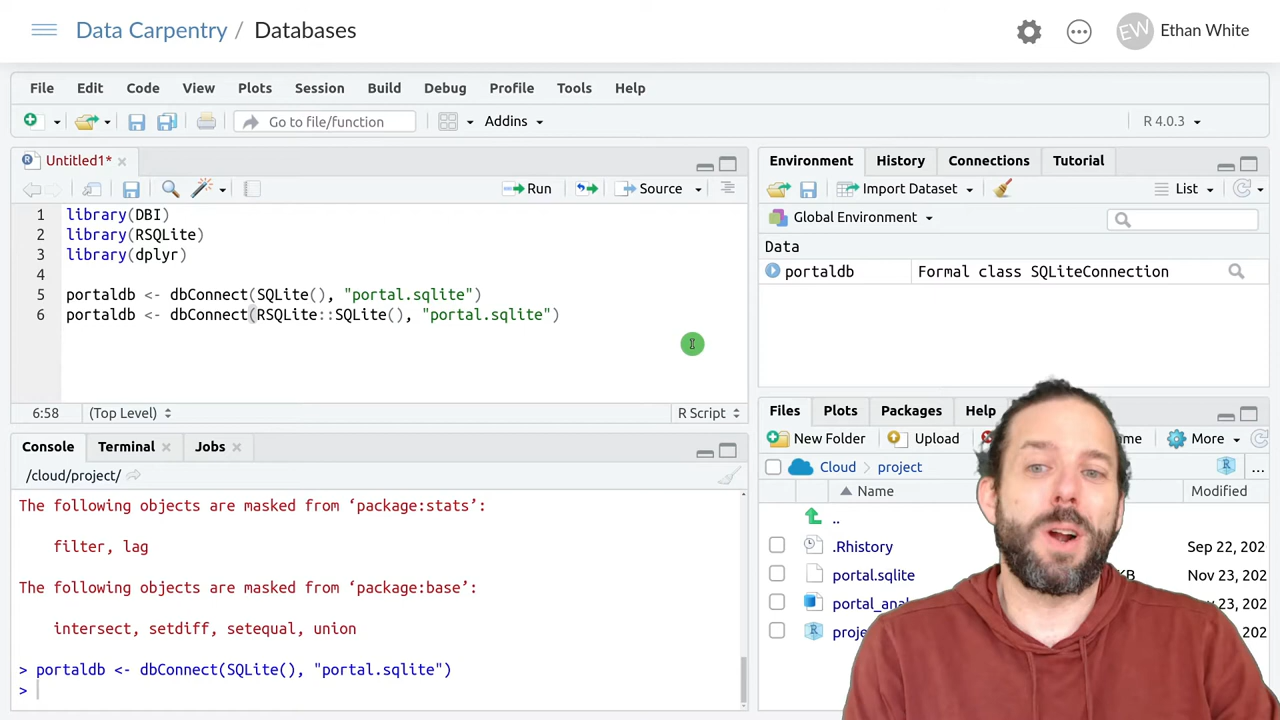 Data Carpentry / Databases
EW Ethan White
File Edit Code View Plots Session Build Debug Profile Tools Help
Go to file/function Addins R 4.0.3
Untitled1*
Run Source
1 library(DBI)
2 library(RSQLite)
3 library(dplyr)
4
5 portaldb <- dbConnect(SQLite(), "portal.sqlite")
6 portaldb <- dbConnect(RSQLite::SQLite(), "portal.sqlite")
6:58 (Top Level) R Script
Console Terminal Jobs
/cloud/project/
The following objects are masked from ‘package:stats’:
filter, lag
The following objects are masked from ‘package:base’:
intersect, setdiff, setequal, union
> portaldb <- dbConnect(SQLite(), "portal.sqlite")
>
Environment History Connections Tutorial
Import Dataset List
Global Environment
Data
portaldb Formal class SQLiteConnection
Files Plots Packages Help
New Folder Upload More
Cloud project ...
Name Modified
..
.Rhistory Sep 22, 202
portal.sqlite KB Nov 23, 202
portal_anal 23, 202
proje 202